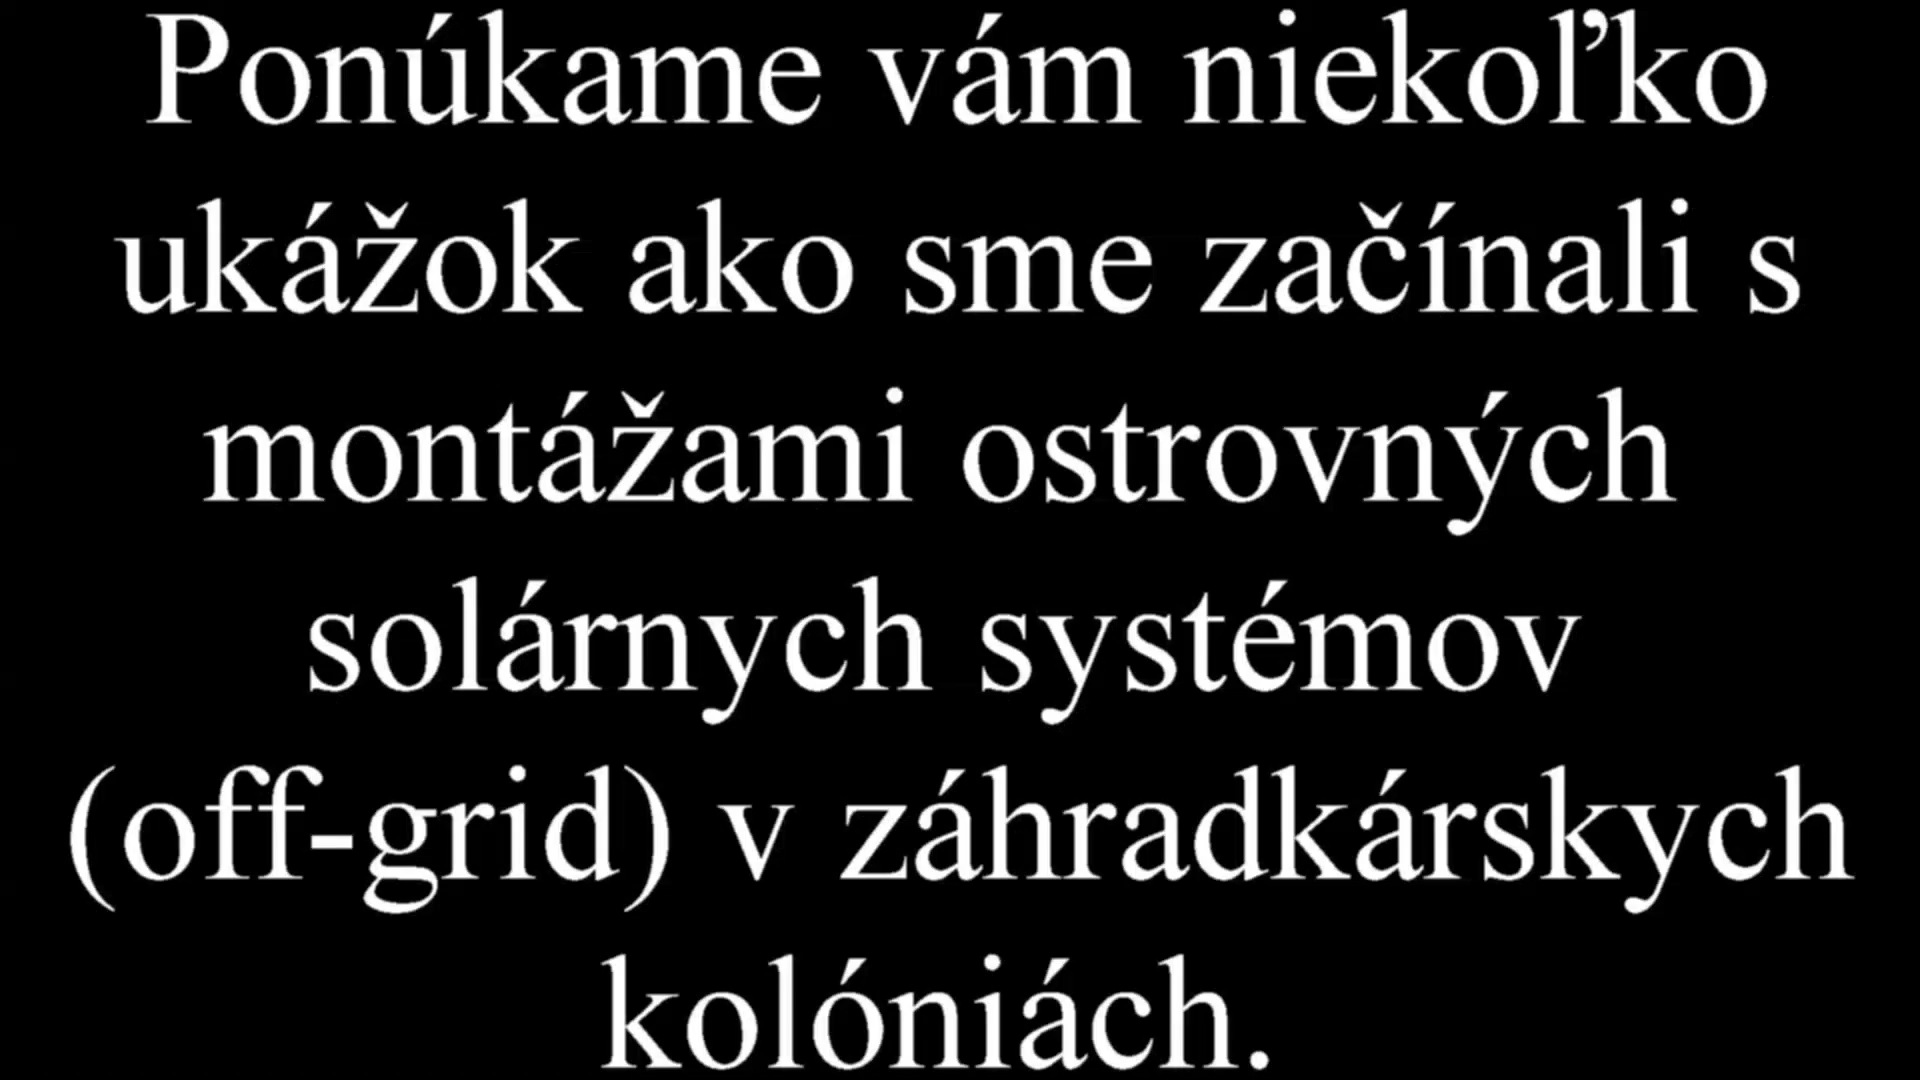 Ponúkame vám niekoľko
ukážok ako sme začínali s
montážami ostrovných
solárnych systémov
(off-grid) v záhradkárskych
kolóniách.